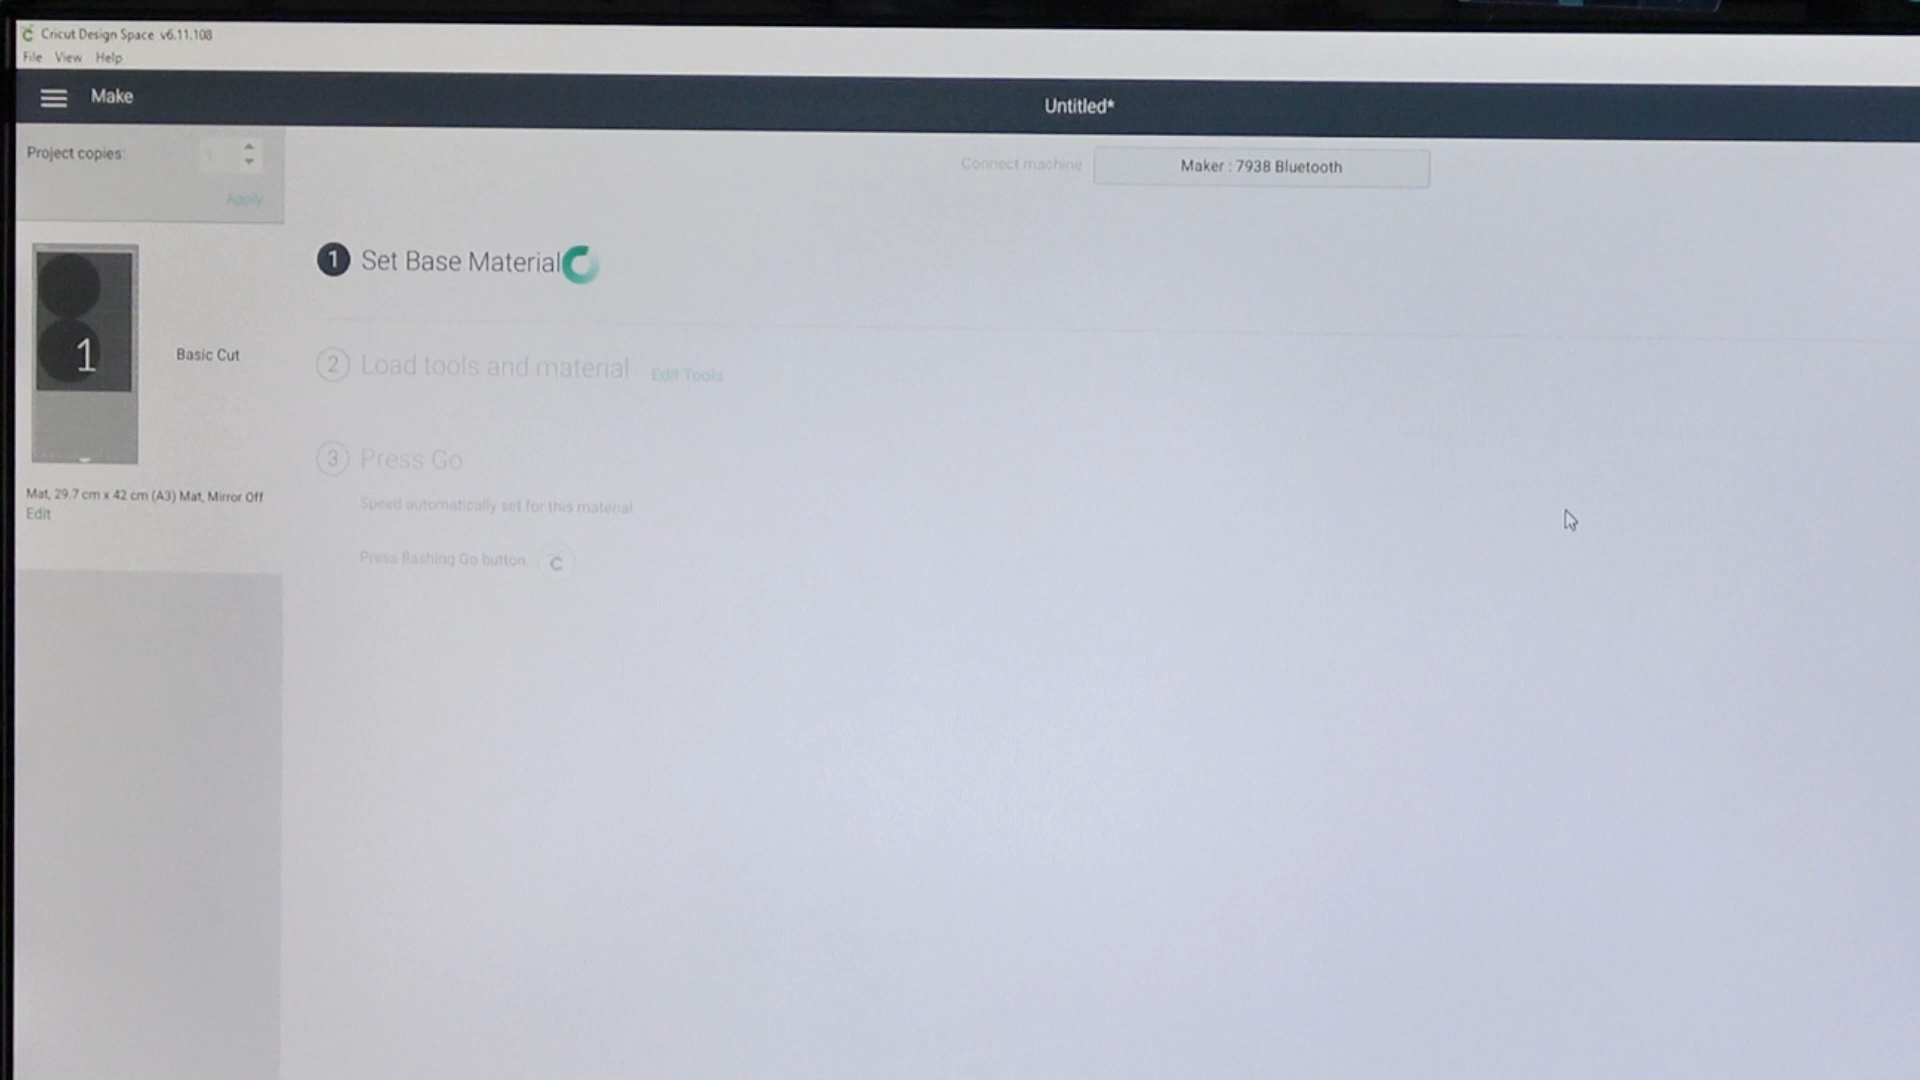 Cricut Design Space v6.11.108
File View Help
Make
Untitled*
Project copies:
Apply
Connect machine
Maker : 7938 Bluetooth
1 Set Base Material
1
Basic Cut
2 Load tools and material Edit Tools
3 Press Go
Speed automatically set for this material
Press flashing Go button
Mat, 29.7 cm x 42 cm (A3) Mat, Mirror Off
Edit